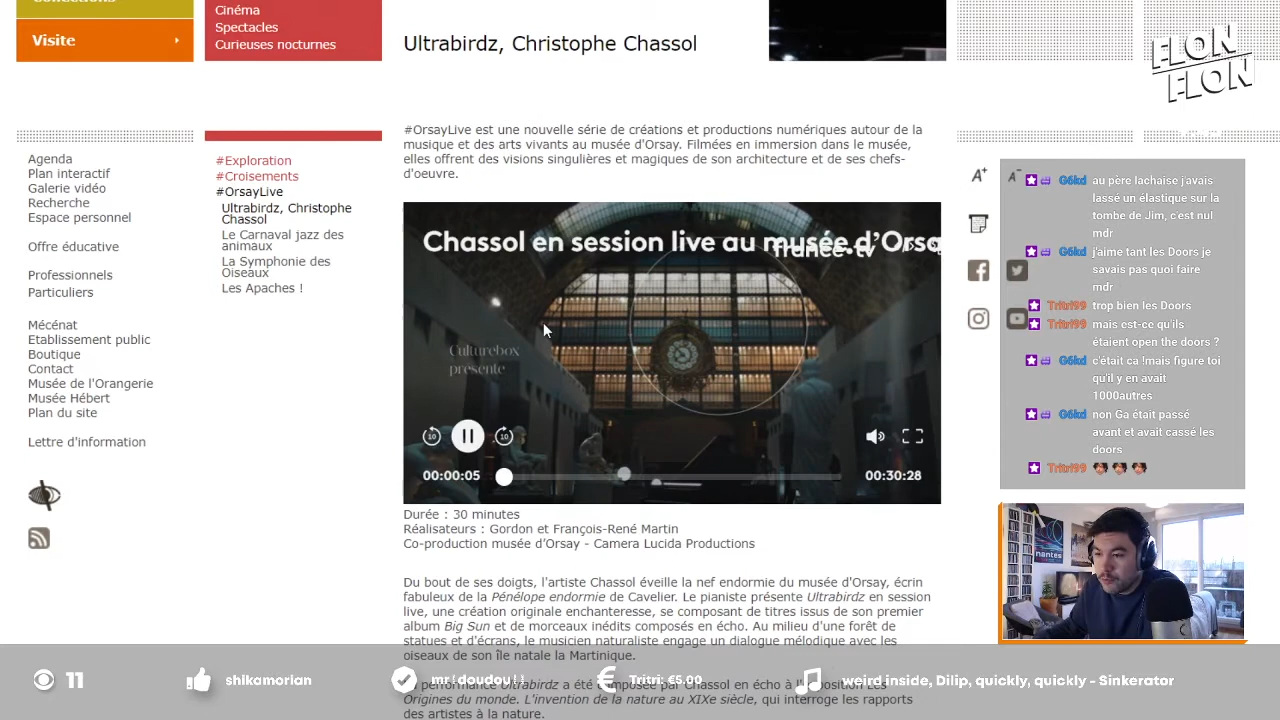 Visite
Cinéma
Spectacles
Curieuses nocturnes
Ultrabirdz, Christophe Chassol
FLON
FLON
Agenda
Plan interactif
Galerie vidéo
Recherche
Espace personnel
Offre éducative
Professionnels
Particuliers
Mécénat
Etablissement public
Boutique
Contact
Musée de l'Orangerie
Musée Hébert
Plan du site
Lettre d'information
#Exploration
#Croisements
#OrsayLive
Ultrabirdz, Christophe
Chassol
Le Carnaval jazz des
animaux
La Symphonie des
Oiseaux
Les Apaches !
#OrsayLive est une nouvelle série de créations et productions numériques autour de la
musique et des arts vivants au musée d'Orsay. Filmées en immersion dans le musée,
elles offrent des visions singulières et magiques de son architecture et de ses chefs-
d'oeuvre.
Chassol en session live au musée d'Orsa
france•tv
Culturebox
presente
10
10
00:00:05
00:30:28
Durée : 30 minutes
Réalisateurs : Gordon et François-René Martin
Co-production musée d'Orsay - Camera Lucida Productions
Du bout de ses doigts, l'artiste Chassol éveille la nef endormie du musée d'Orsay, écrin
fabuleux de la Pénélope endormie de Cavelier. Le pianiste présente Ultrabirdz en session
live, une création originale enchanteresse, se composant de titres issus de son premier
album Big Sun et de morceaux inédits composés en écho. Au milieu d'une forêt de
statues et d'écrans, le musicien naturaliste engage un dialogue mélodique avec les
oiseaux de son île natale la Martinique.
performance Ultrabirdz a été composée par Chassol en écho à l'exposition Les
Origines du monde. L'invention de la nature au XIXe siècle, qui interroge les rapports
des artistes à la nature.
A+
A-
G6kd au père lachaise j'avais
lassé un élastique sur la
tombe de Jim, c'est nul
mdr
G6kd j'aime tant les Doors je
savais pas quoi faire
mdr
Tritri99 trop bien les Doors
Tritri99 mais est-ce qu'ils
étaient open the doors ?
G6kd c'était ca !mais figure toi
qu'il y en avait
1000autres
G6kd non Ga était passé
avant et avait cassé les
doors
Tritri99
nantes
11
shikamorian
mr!doudou!!
€
Tritri: €5.00
weird inside, Dilip, quickly, quickly - Sinkerator